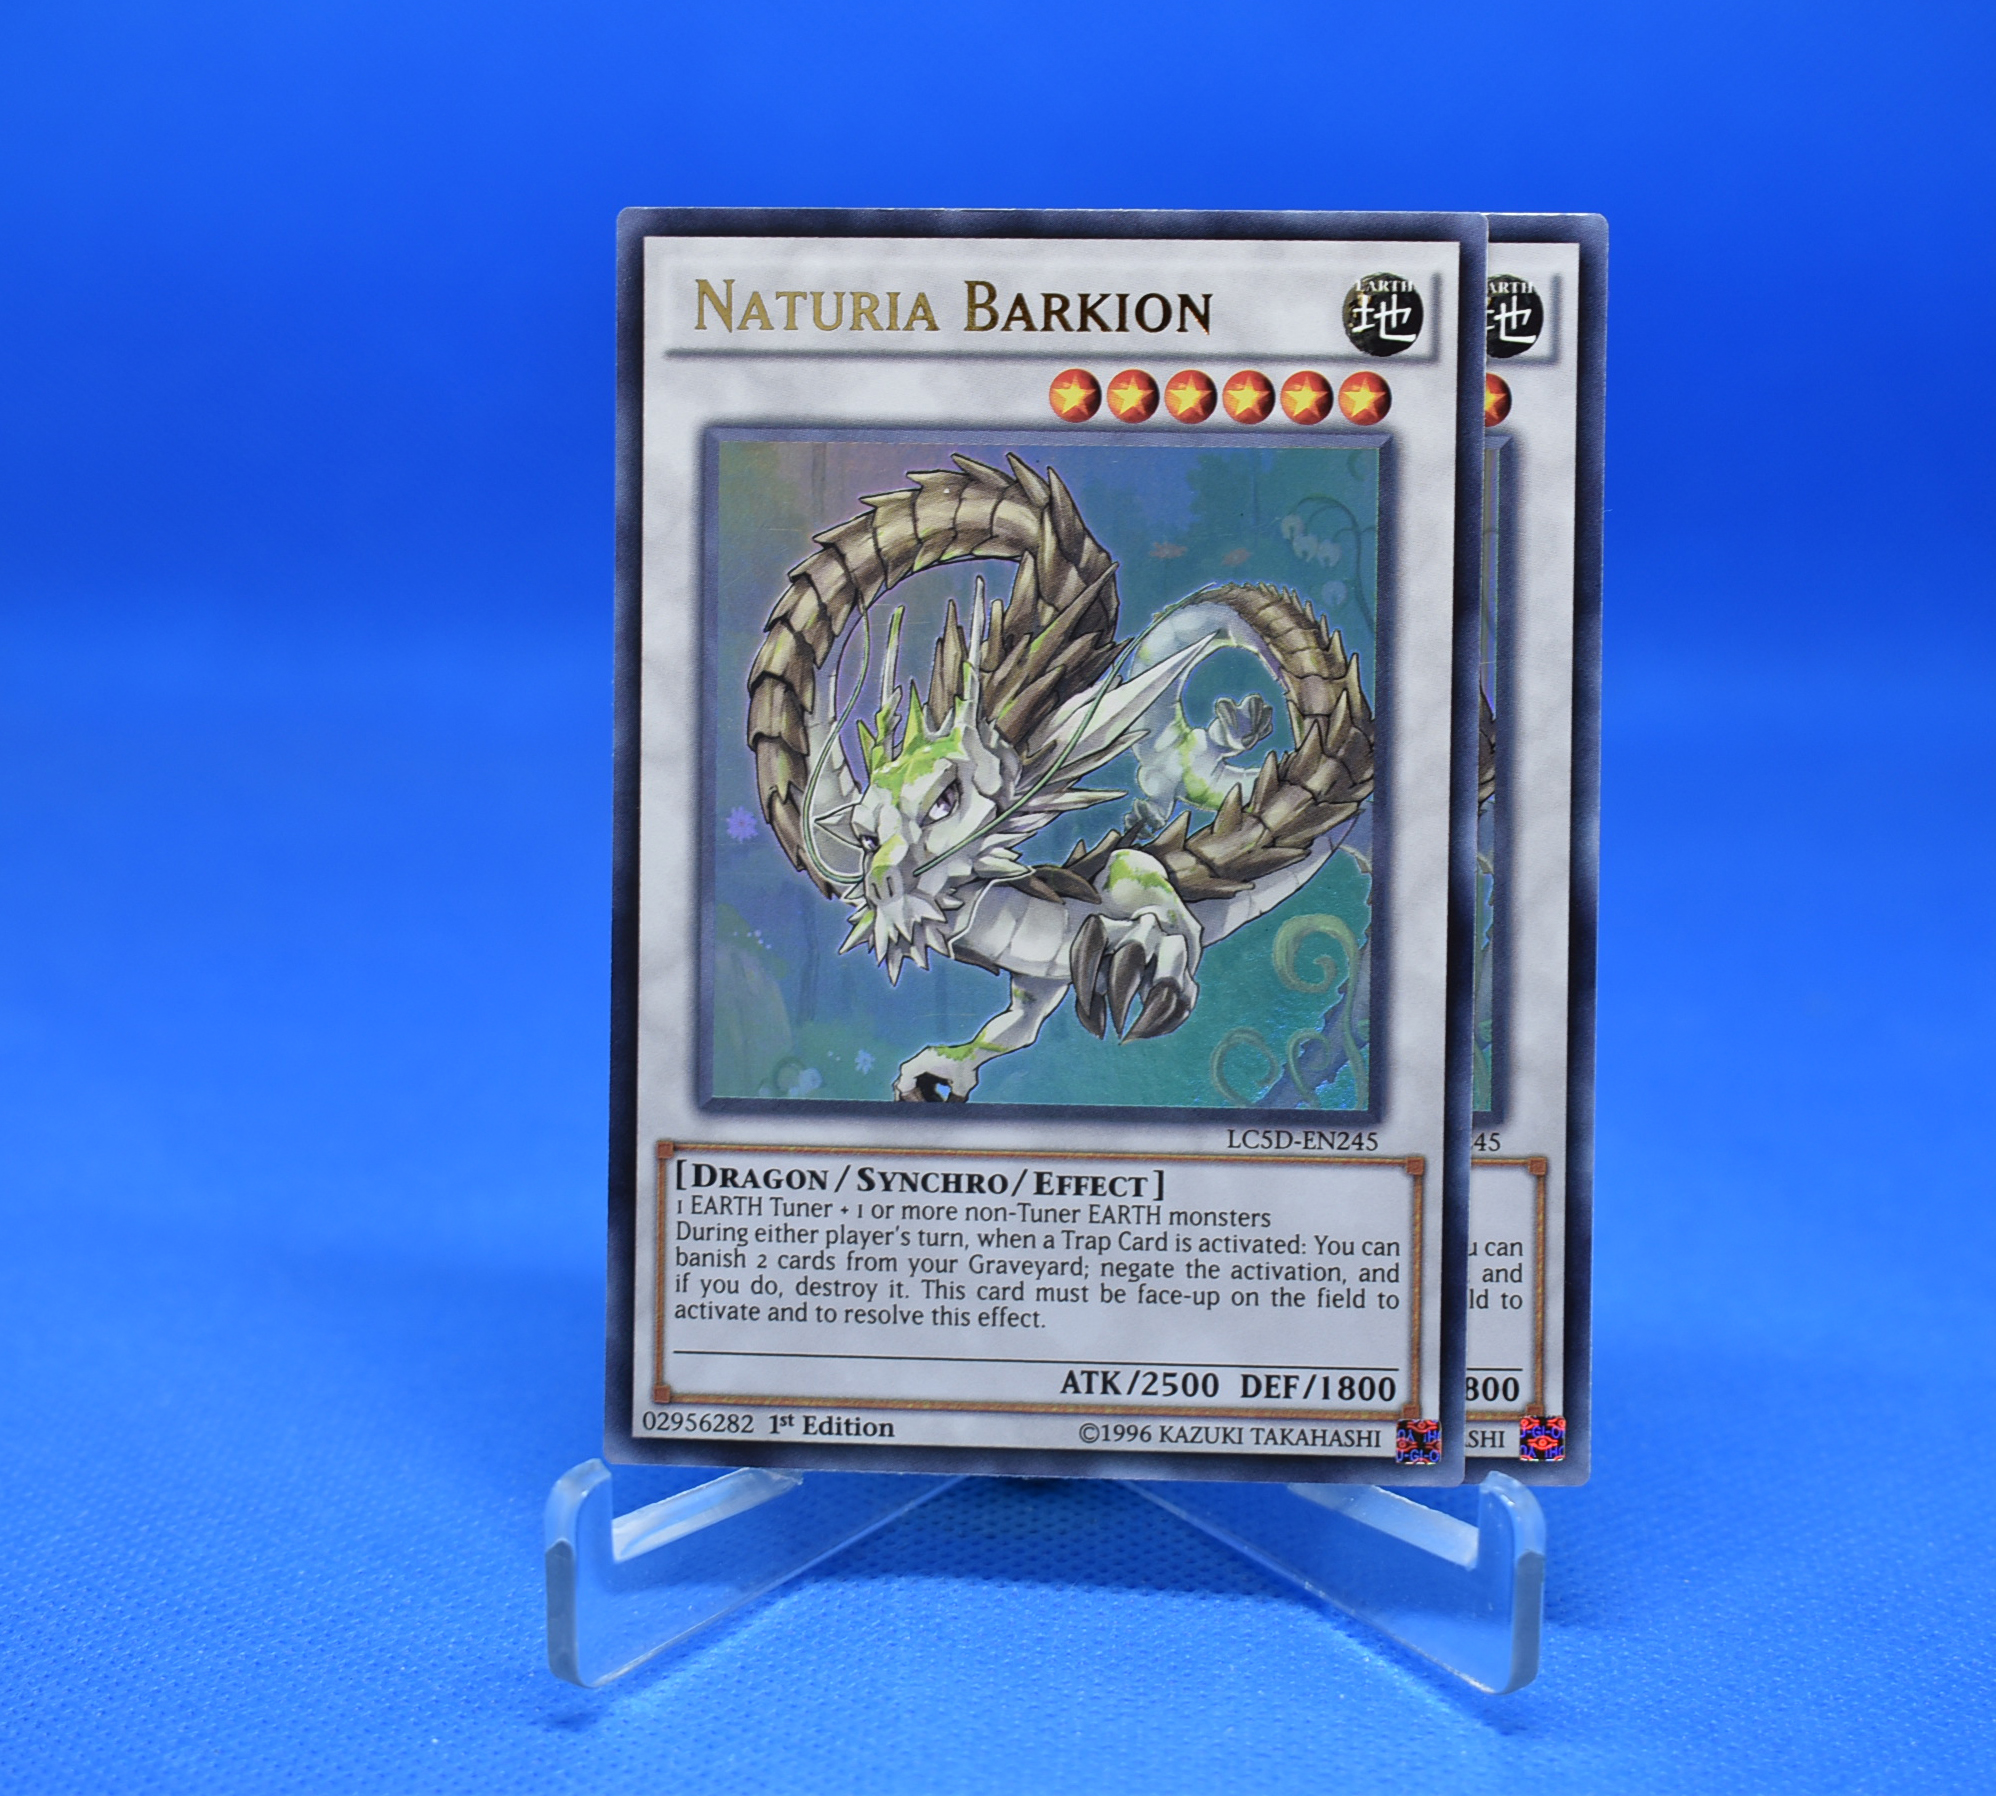 NATURIA BARKION
EARTH
地
ARTH
地
LC5D-EN245
45
[DRAGON/SYNCHRO/EFFECT]
1 EARTH Tuner + 1 or more non-Tuner EARTH monsters
During either player's turn, when a Trap Card is activated: You can
banish 2 cards from your Graveyard; negate the activation, and
if you do, destroy it. This card must be face-up on the field to
activate and to resolve this effect.
u can
and
ld to
ATK/2500 DEF/1800
800
02956282 1st Edition
©1996 KAZUKI TAKAHASHI
SHI